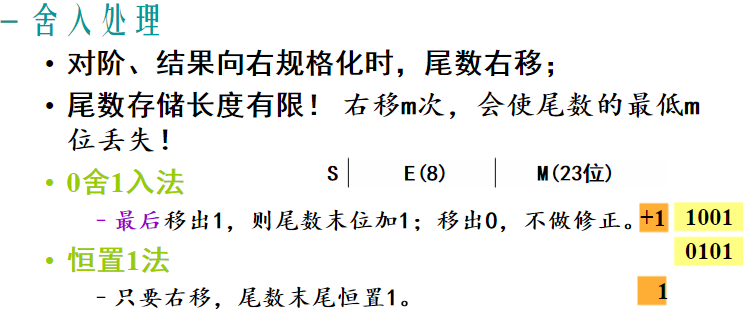 – 舍入处理
• 对阶、结果向右规格化时，尾数右移；
• 尾数存储长度有限！ 右移m次，会使尾数的最低m
位丢失！
• 0舍1入法
S E(8) M(23位)
– 最后移出1，则尾数末位加1；移出0，不做修正。 +1 1001
0101
• 恒置1法
– 只要右移，尾数末尾恒置1。 1